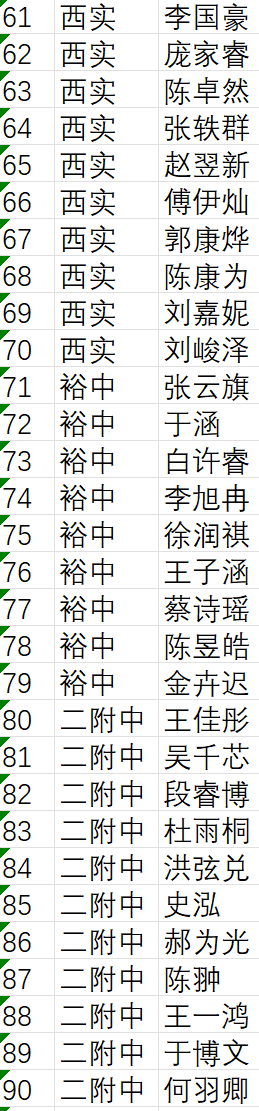 61 西实 李国豪
62 西实 庞家睿
63 西实 陈卓然
64 西实 张轶群
65 西实 赵翌新
66 西实 傅伊灿
67 西实 郭康烨
68 西实 陈康为
69 西实 刘嘉妮
70 西实 刘峻泽
71 裕中 张云旗
72 裕中 于涵
73 裕中 白许睿
74 裕中 李旭冉
75 裕中 徐润祺
76 裕中 王子涵
77 裕中 蔡诗瑶
78 裕中 陈昱皓
79 裕中 金卉迟
80 二附中 王佳彤
81 二附中 吴千芯
82 二附中 段睿博
83 二附中 杜雨桐
84 二附中 洪弦兑
85 二附中 史泓
86 二附中 郝为光
87 二附中 陈翀
88 二附中 王一鸿
89 二附中 于博文
90 二附中 何羽卿